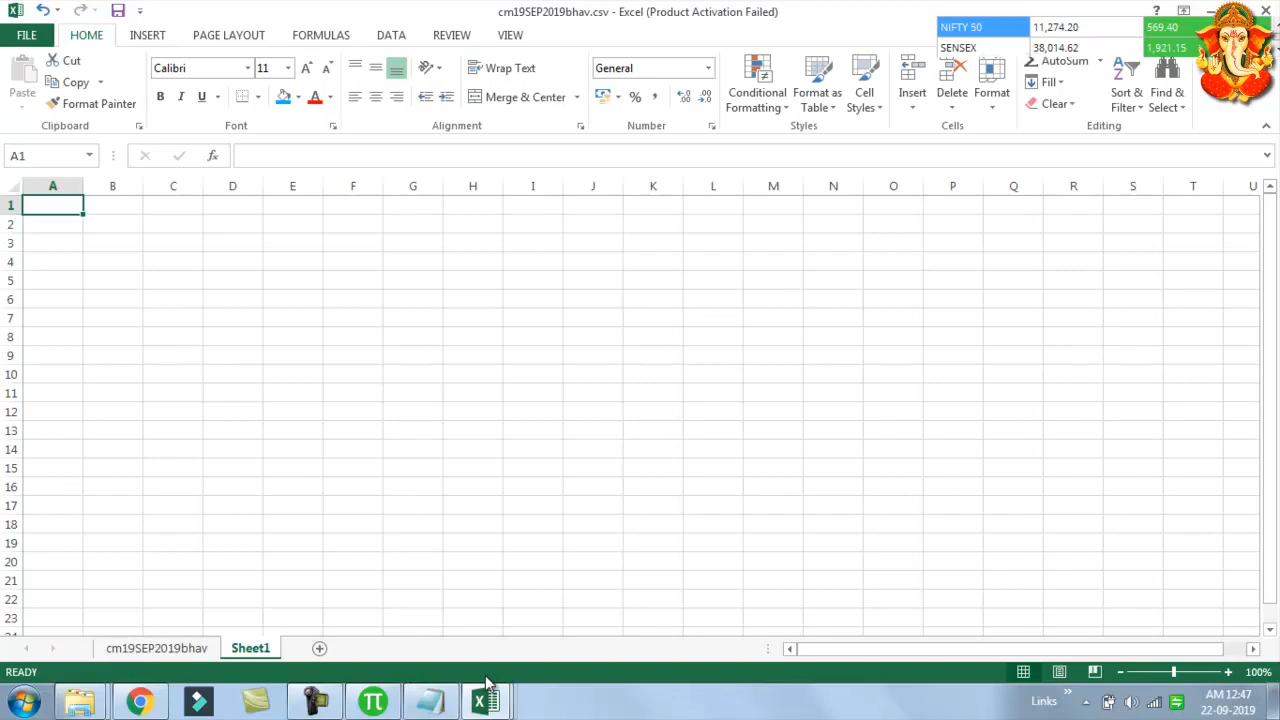 cm19SEP2019bhav.csv - Excel (Product Activation Failed)
?
FILE HOME INSERT PAGE LAYOUT FORMULAS DATA REVIEW VIEW
NIFTY 50 11,274.20 569.40
SENSEX 38,014.62 1,921.15
Paste
Cut
Copy
Format Painter
Clipboard
Calibri 11
B I U
Font
Wrap Text
Merge & Center
Alignment
General
%
Number
Conditional Formatting
Format as Table
Cell Styles
Styles
Insert
Delete
Format
Cells
AutoSum
Fill
Clear
Sort & Filter
Find & Select
Editing
A1
fx
A B C D E F G H I J K L M N O P Q R S T U
1
2
3
4
5
6
7
8
9
10
11
12
13
14
15
16
17
18
19
20
21
22
23
24
cm19SEP2019bhav Sheet1
READY
100%
Links
AM 12:47
22-09-2019